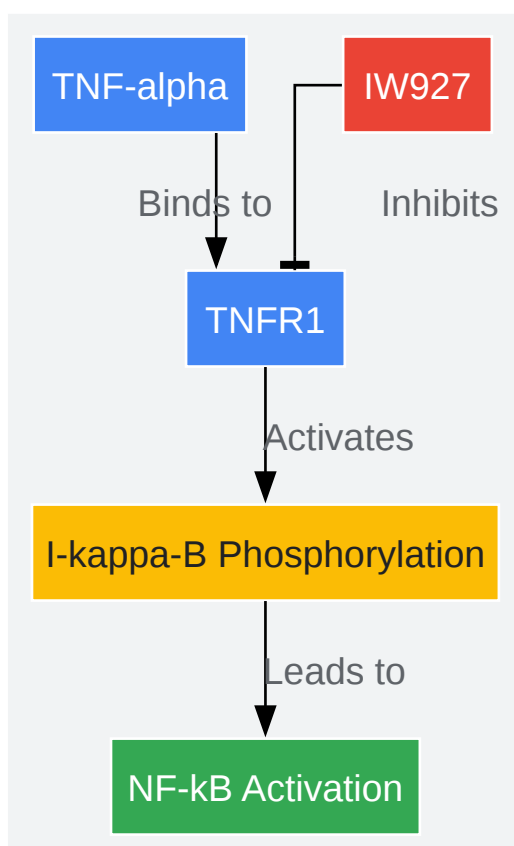 TNF-alpha
IW927
Binds to
Inhibits
TNFR1
Activates
I-kappa-B Phosphorylation
Leads to
NF-kB Activation